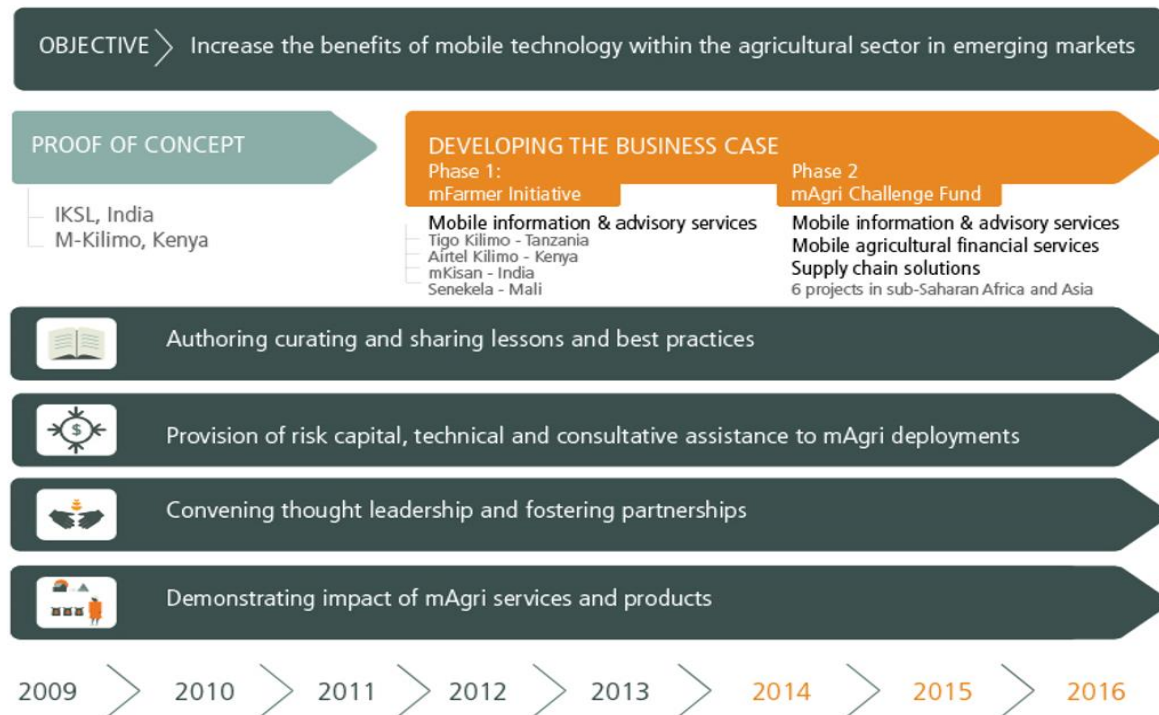 OBJECTIVE Increase the benefits of mobile technology within the agricultural sector in emerging markets
PROOF OF CONCEPT
IKSL, India
M-Kilimo, Kenya
DEVELOPING THE BUSINESS CASE
Phase 1:
mFarmer Initiative
Mobile information & advisory services
Tigo Kilimo - Tanzania
Airtel Kilimo - Kenya
mKisan - India
Senekela - Mali
Phase 2
mAgri Challenge Fund
Mobile information & advisory services
Mobile agricultural financial services
Supply chain solutions
6 projects in sub-Saharan Africa and Asia
Authoring curating and sharing lessons and best practices
$
Provision of risk capital, technical and consultative assistance to mAgri deployments
Convening thought leadership and fostering partnerships
Demonstrating impact of mAgri services and products
2009 2010 2011 2012 2013 2014 2015 2016